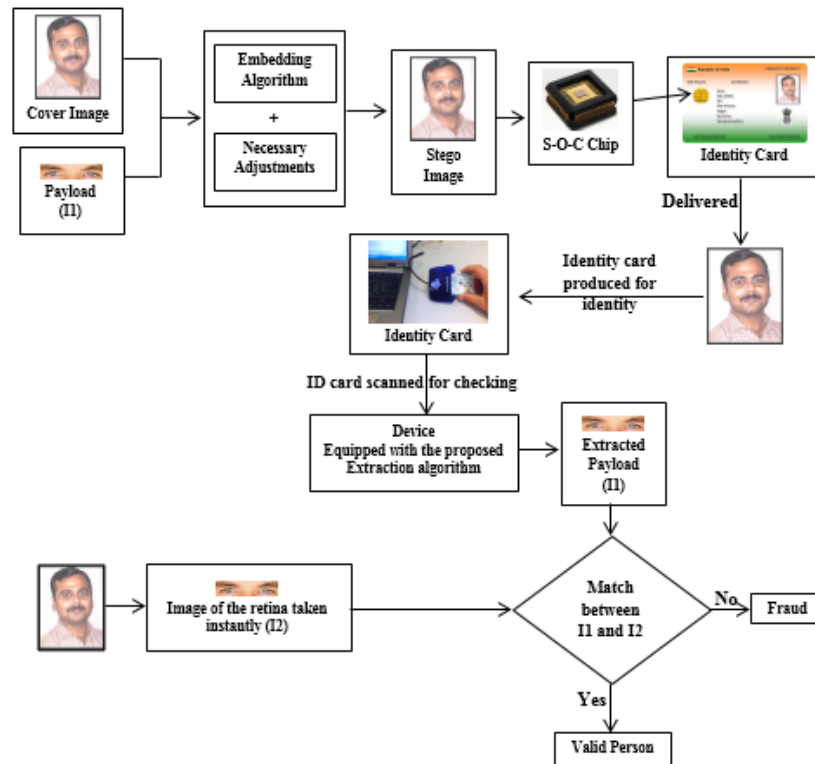 Cover Image
Payload
(I1)
Embedding
Algorithm
+
Necessary
Adjustments
Stego
Image
S-O-C Chip
Identity Card
Delivered
Identity card
produced for
identity
Identity Card
ID card scanned for checking
Device
Equipped with the proposed
Extraction algorithm
Extracted
Payload
(I1)
Image of the retina taken
instantly (I2)
Match
between
I1 and I2
No
Fraud
Yes
Valid Person